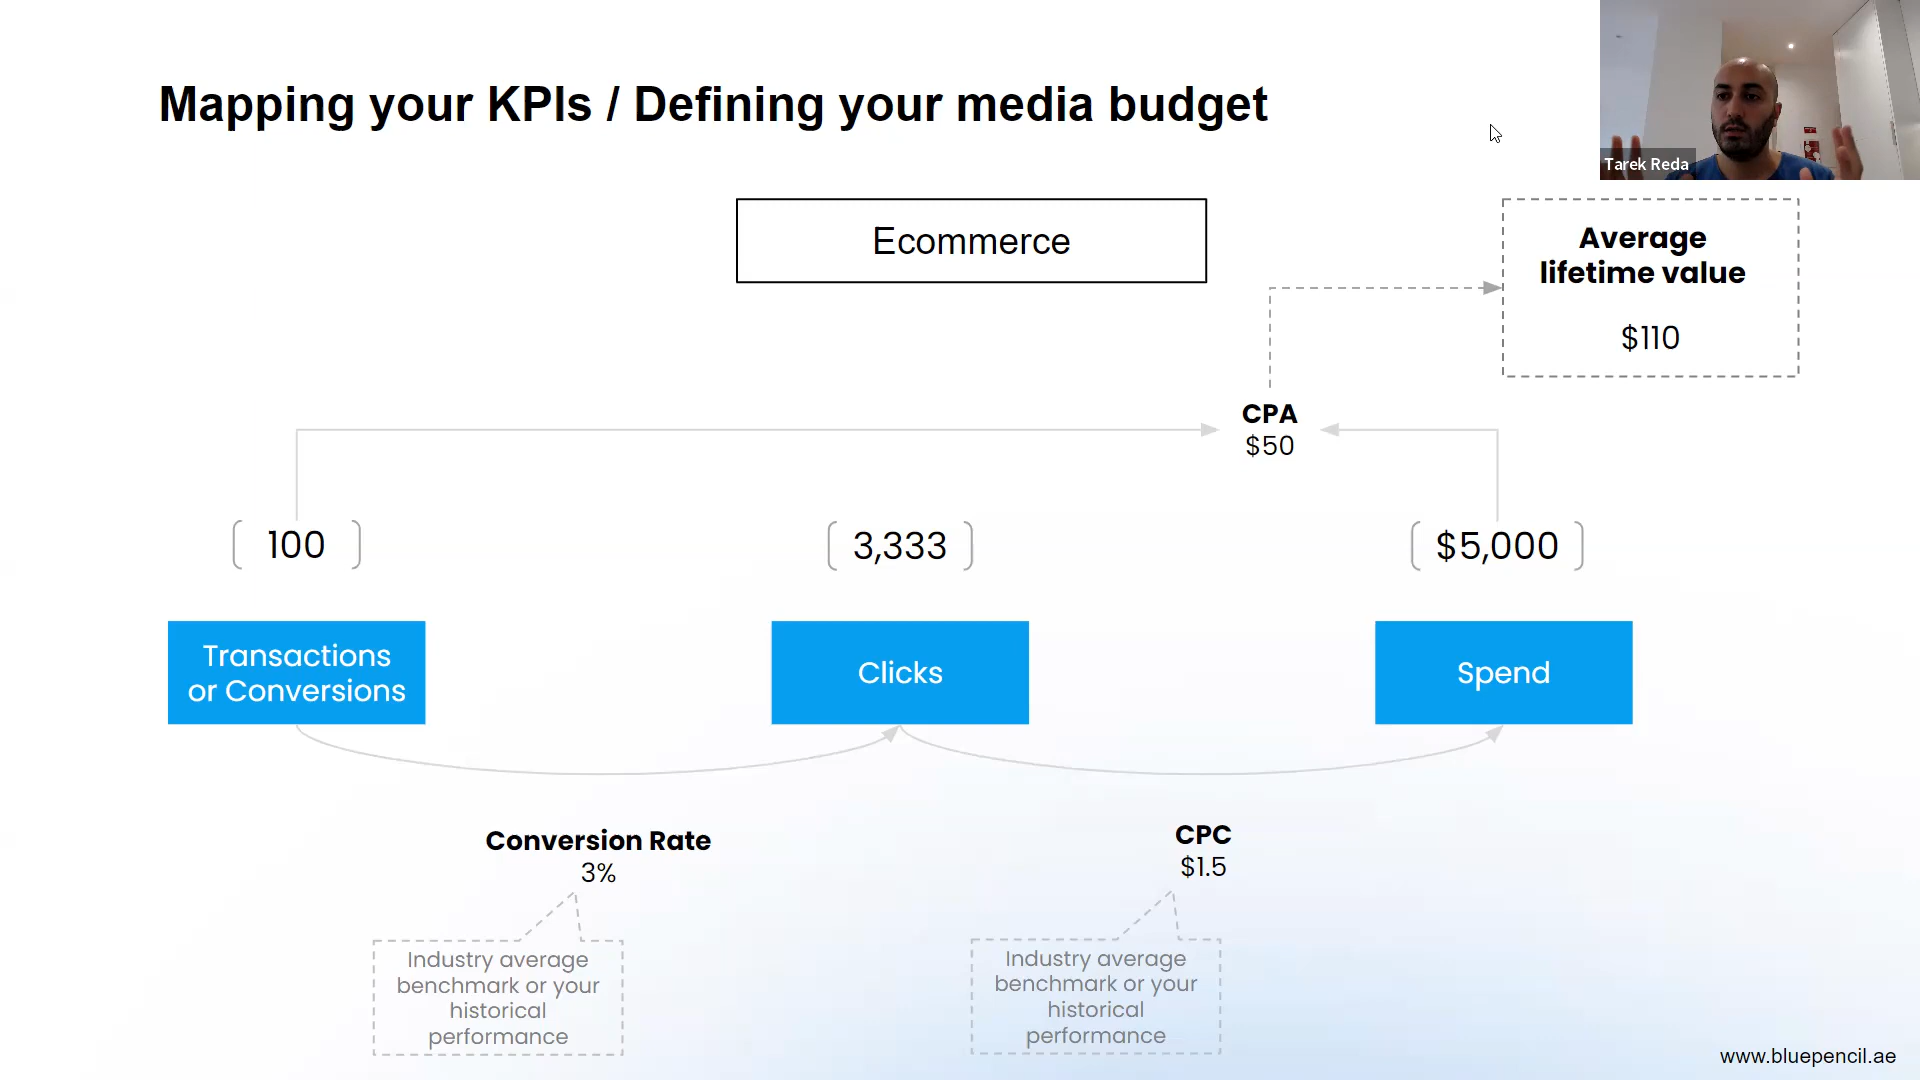 Mapping your KPIs / Defining your media budget
Tarek Reda
Ecommerce
Average
lifetime value
$110
CPA
$50
100
3,333
$5,000
Transactions
or Conversions
Clicks
Spend
Conversion Rate
3%
CPC
$1.5
Industry average
benchmark or your
historical
performance
Industry average
benchmark or your
historical
performance
www.bluepencil.ae